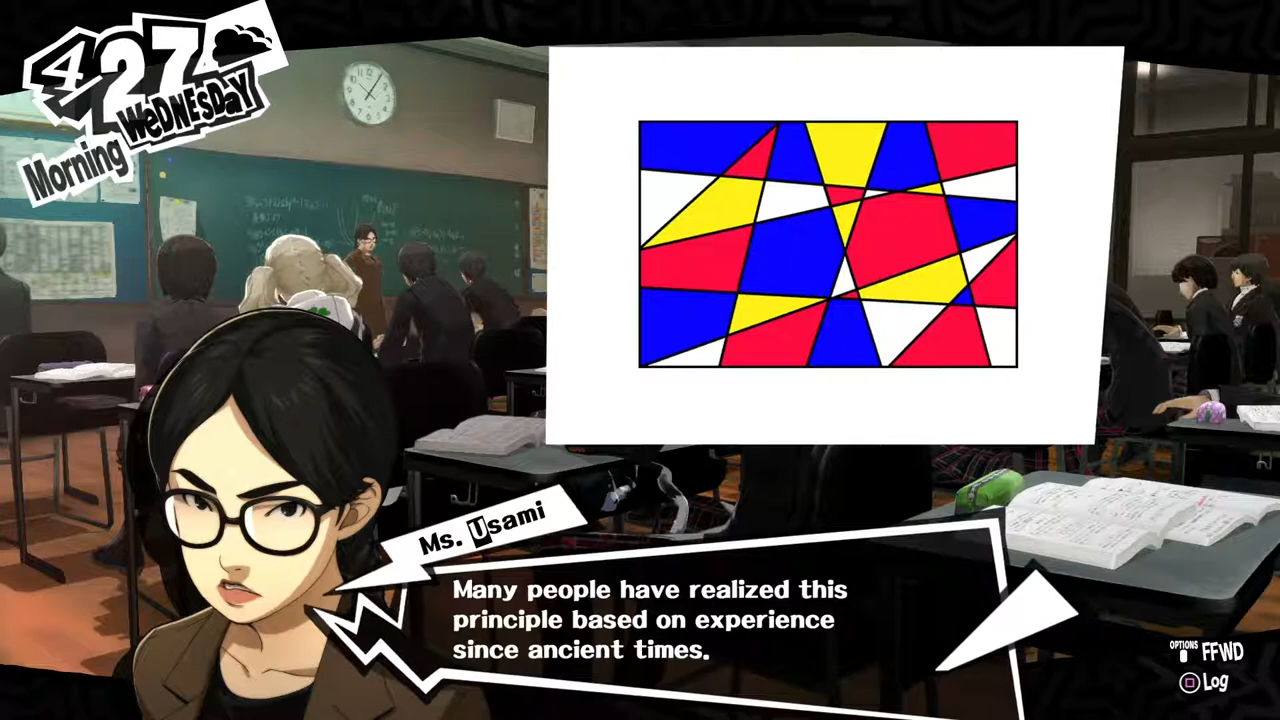 4 27
WeDNESDaY
Morning
Ms. Usami
Many people have realized this
principle based on experience
since ancient times.
OPTIONS FFWD
Log